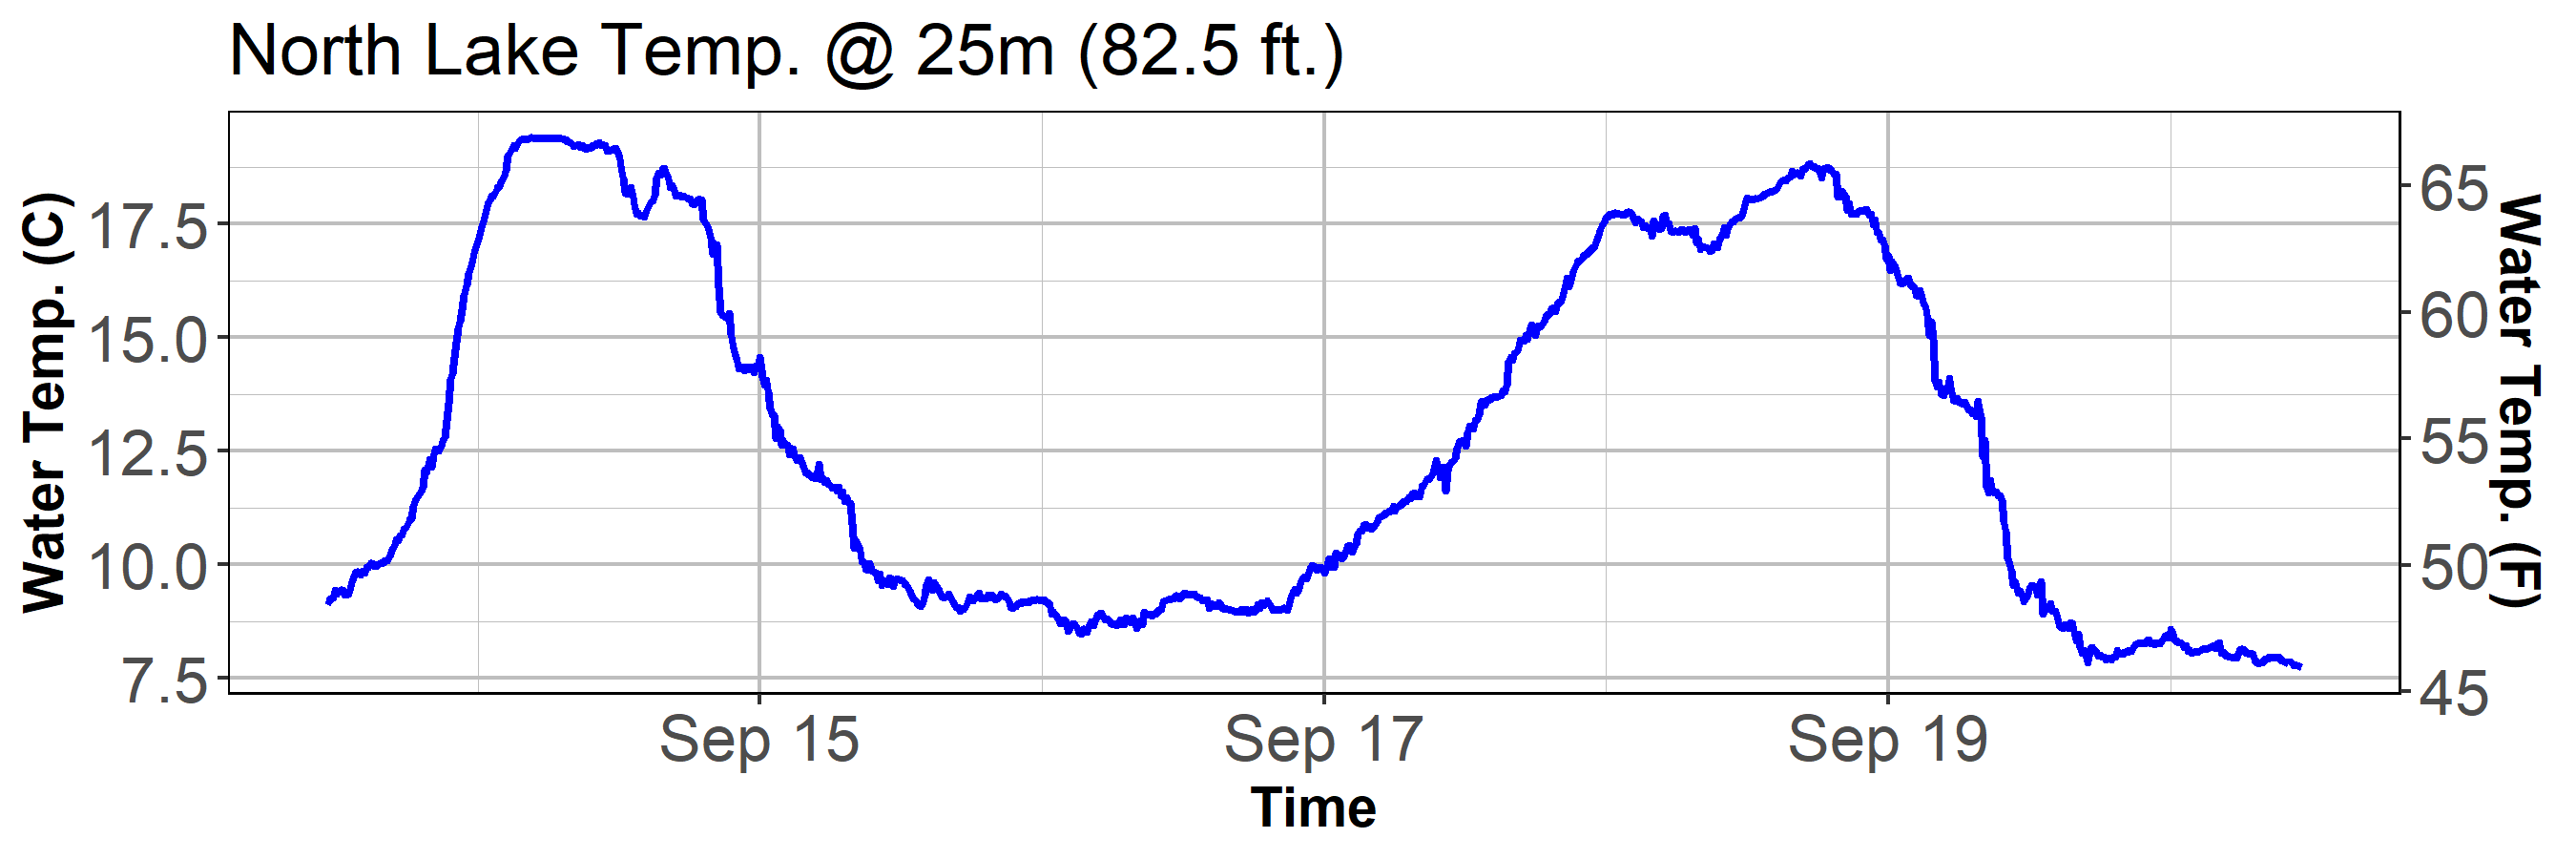 North Lake Temp. @ 25m (82.5 ft.)
Water Temp. (C)
17.5
15.0
12.5
10.0
7.5
65
60
55
50
45
Water Temp. (F)
Sep 15
Sep 17
Sep 19
Time